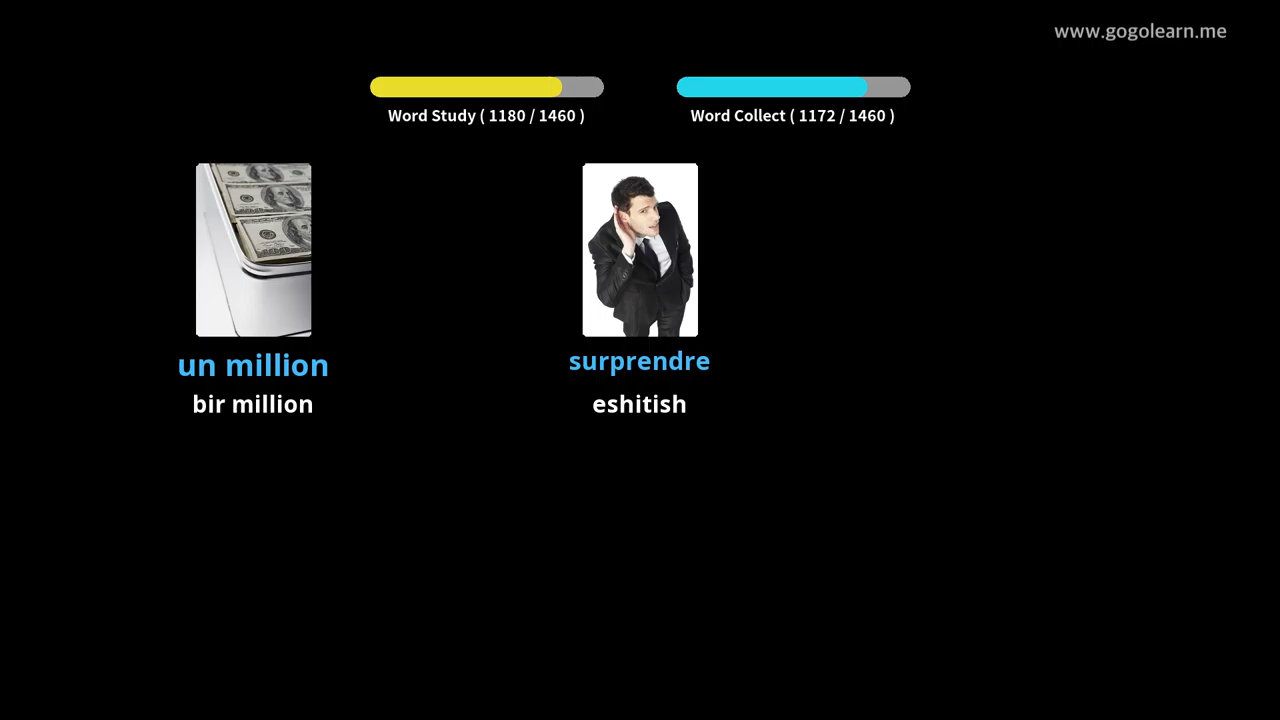 www.gogolearn.me
Word Study ( 1180 / 1460 )
Word Collect ( 1172 / 1460 )
un million
bir million
surprendre
eshitish